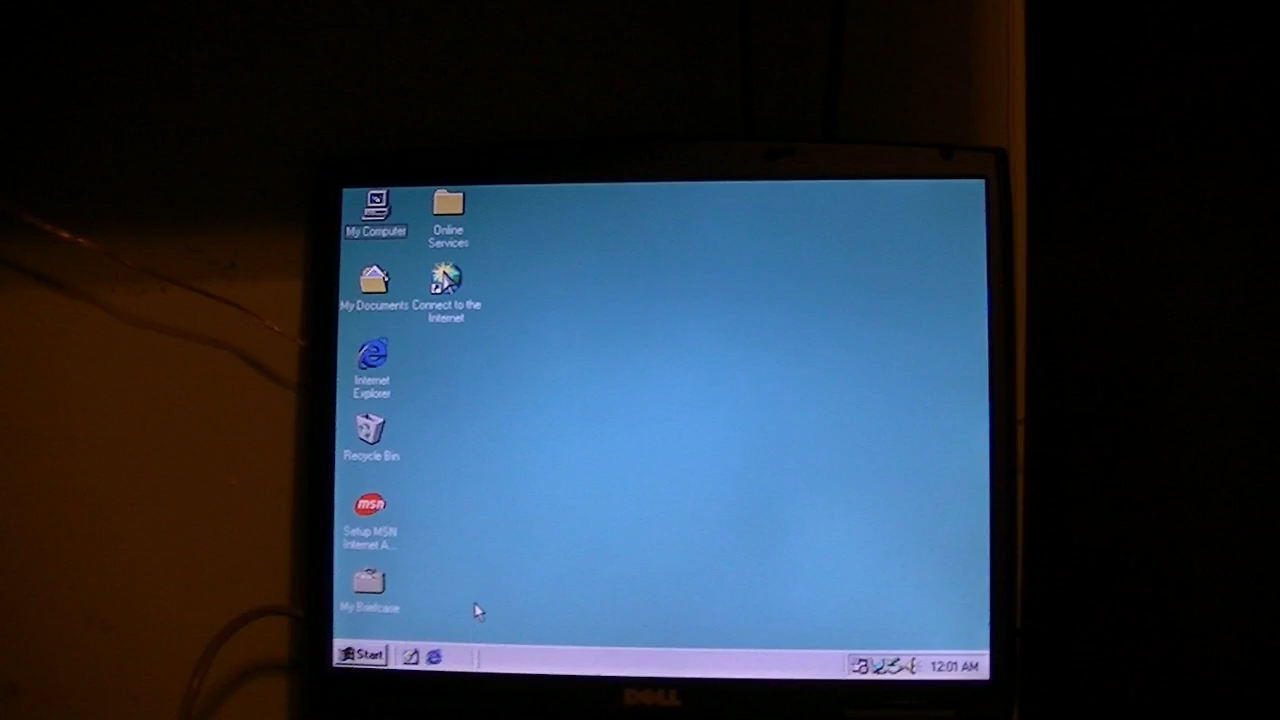 My Computer
Online
Services
My Documents
Connect to the
Internet
Internet
Explorer
Recycle Bin
msn
Setup MSN
Internet A...
My Briefcase
Start
12:01 AM
DELL